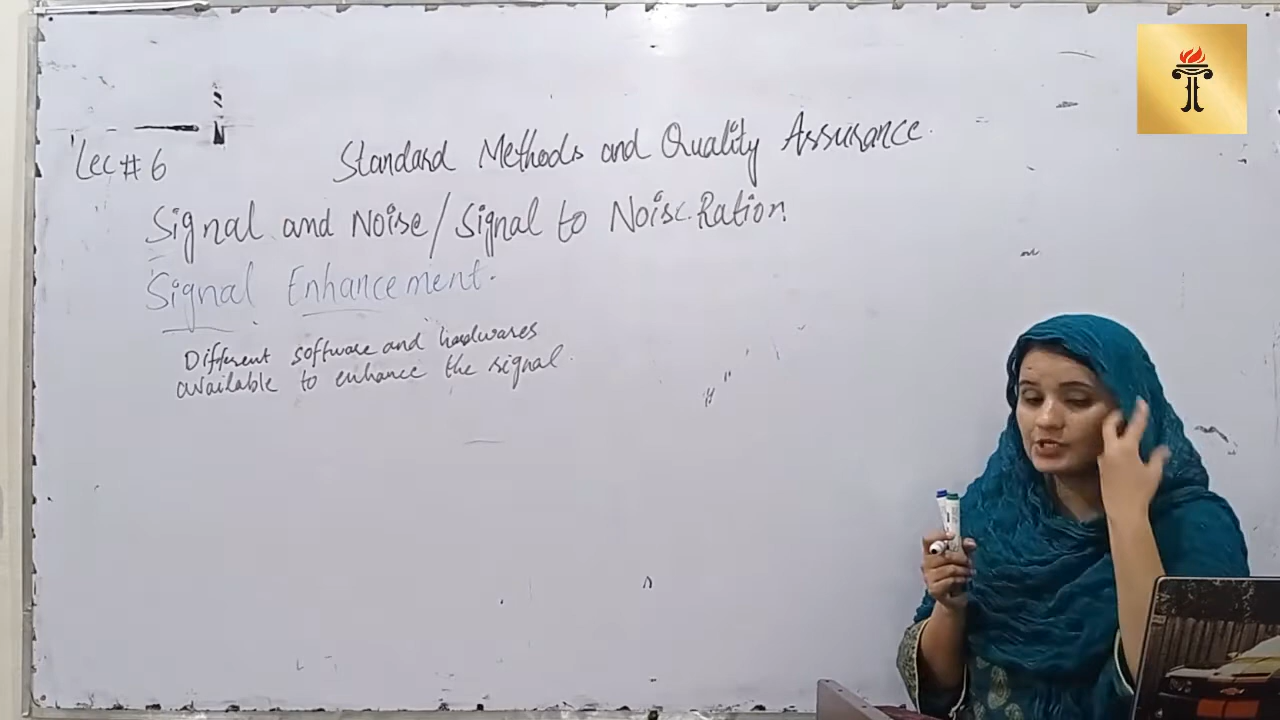 Lec # 6
Standard Methods and Quality Assurance.
Signal and Noise/Signal to Noise Ration
Signal Enhancement.
Different software and hardwares
available to enhance the signal.